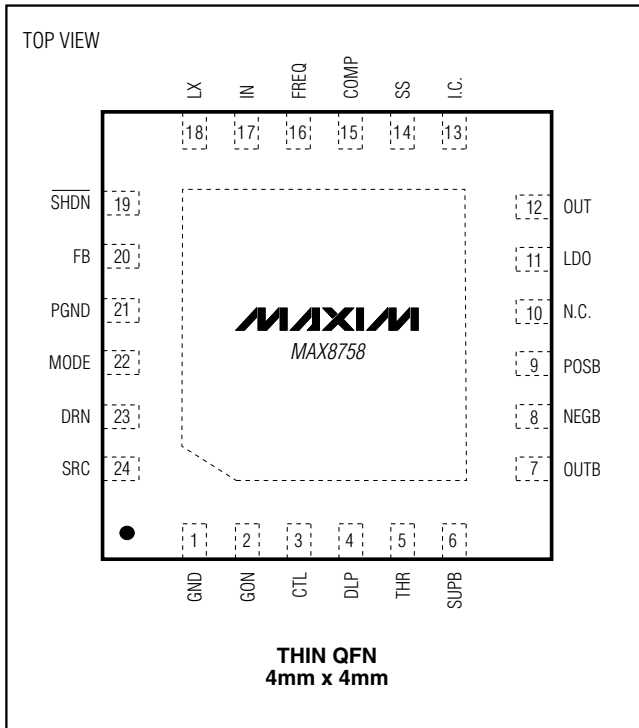 TOP VIEW
LX IN FREQ COMP SS I.C.
18 17 16 15 14 13
SHDN 19
FB 20
PGND 21
MODE 22
DRN 23
SRC 24
12 OUT
11 LDO
10 N.C.
9 POSB
8 NEGB
7 OUTB
MAXIM
MAX8758
1 2 3 4 5 6
GND GON CTL DLP THR SUPB
THIN QFN
4mm x 4mm